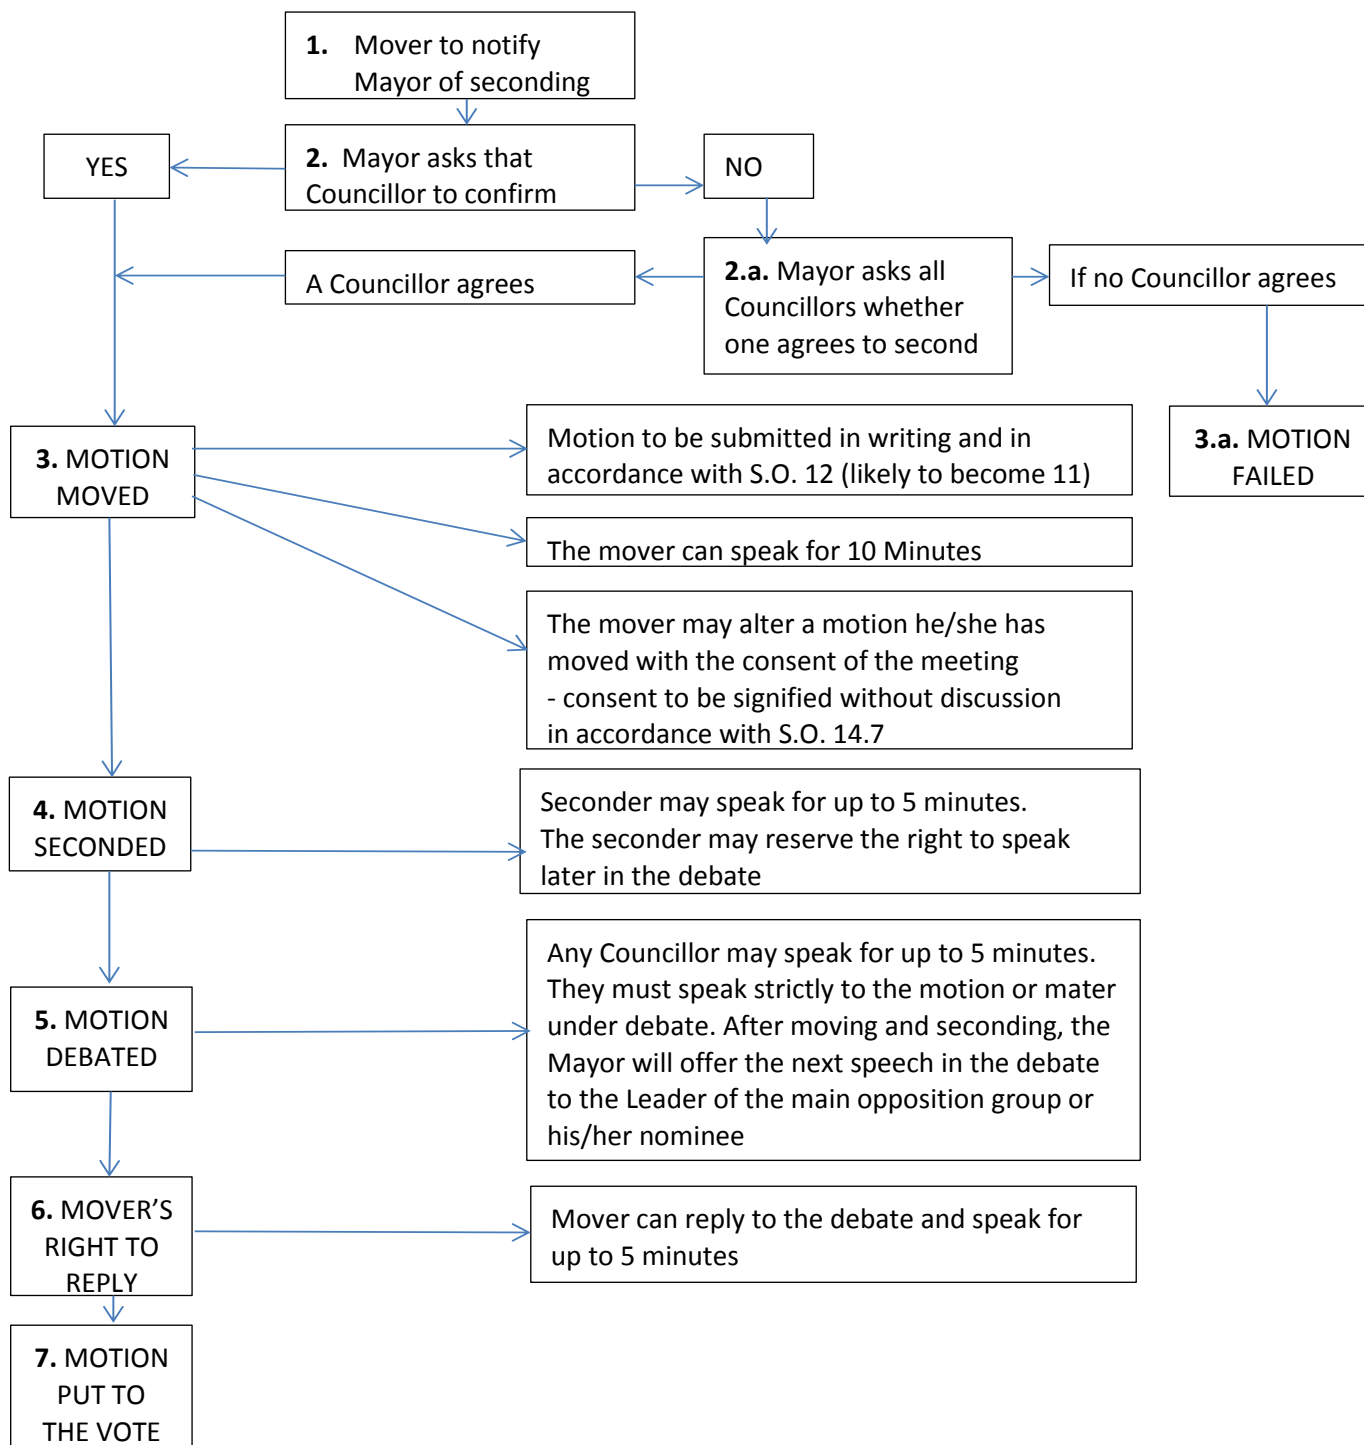 1. Mover to notify
Mayor of seconding
YES
2. Mayor asks that
Councillor to confirm
NO
A Councillor agrees
2.a. Mayor asks all
Councillors whether
one agrees to second
If no Councillor agrees
3. MOTION
MOVED
Motion to be submitted in writing and in
accordance with S.O. 12 (likely to become 11)
3.a. MOTION
FAILED
The mover can speak for 10 Minutes
The mover may alter a motion he/she has
moved with the consent of the meeting
- consent to be signified without discussion
in accordance with S.O. 14.7
4. MOTION
SECONDED
Seconder may speak for up to 5 minutes.
The seconder may reserve the right to speak
later in the debate
5. MOTION
DEBATED
Any Councillor may speak for up to 5 minutes.
They must speak strictly to the motion or mater
under debate. After moving and seconding, the
Mayor will offer the next speech in the debate
to the Leader of the main opposition group or
his/her nominee
6. MOVER’S
RIGHT TO
REPLY
Mover can reply to the debate and speak for
up to 5 minutes
7. MOTION
PUT TO
THE VOTE